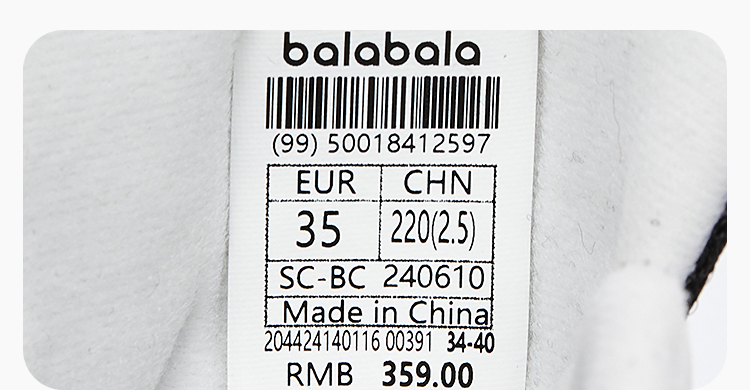 balabala
(99) 50018412597
EUR CHN
35 220(2.5)
SC-BC 240610
Made in China
204424140116 00391 34-40
RMB 359.00